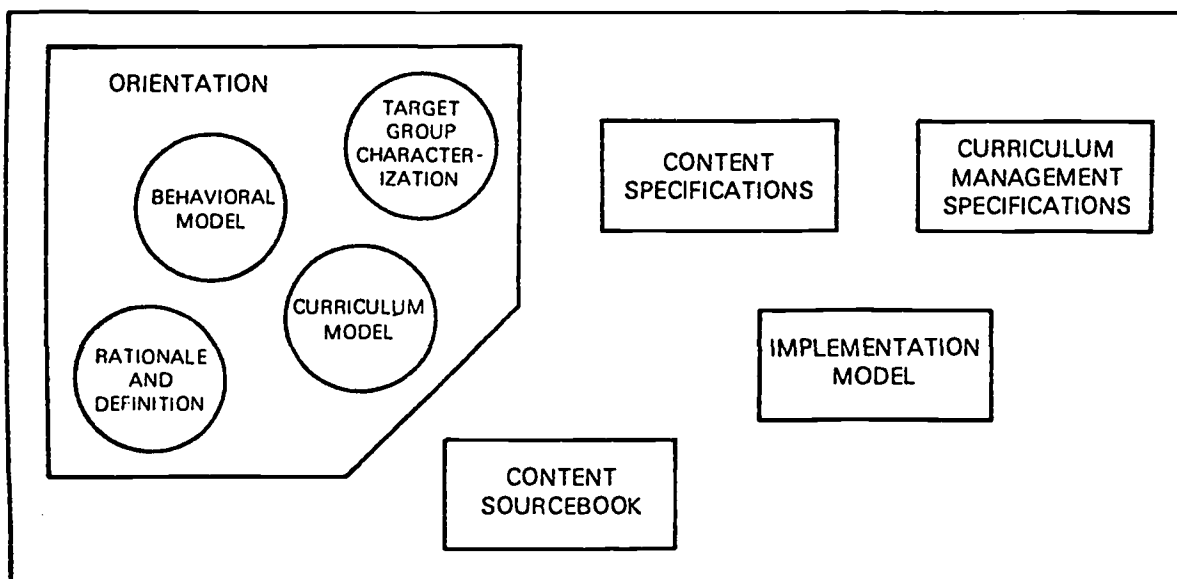 ORIENTATION
TARGET
GROUP
CHARACTER-
IZATION
BEHAVIORAL
MODEL
CURRICULUM
MODEL
RATIONALE
AND
DEFINITION
CONTENT
SPECIFICATIONS
CURRICULUM
MANAGEMENT
SPECIFICATIONS
IMPLEMENTATION
MODEL
CONTENT
SOURCEBOOK